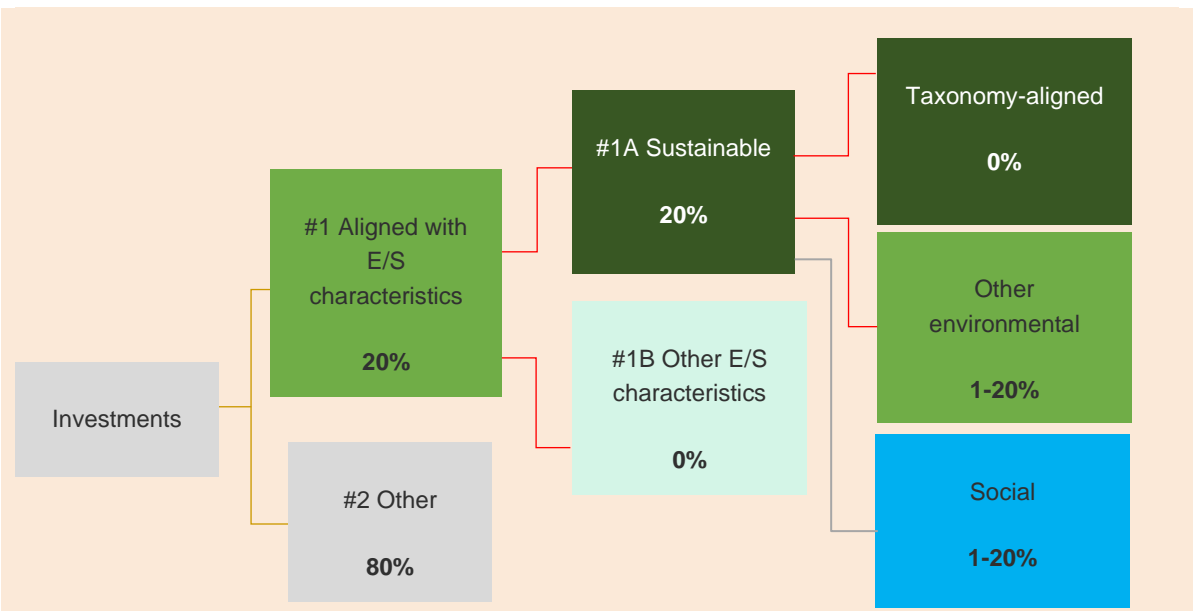 Investments
#1 Aligned with
E/S
characteristics
20%
#2 Other
80%
#1A Sustainable
20%
#1B Other E/S
characteristics
0%
Taxonomy-aligned
0%
Other
environmental
1-20%
Social
1-20%